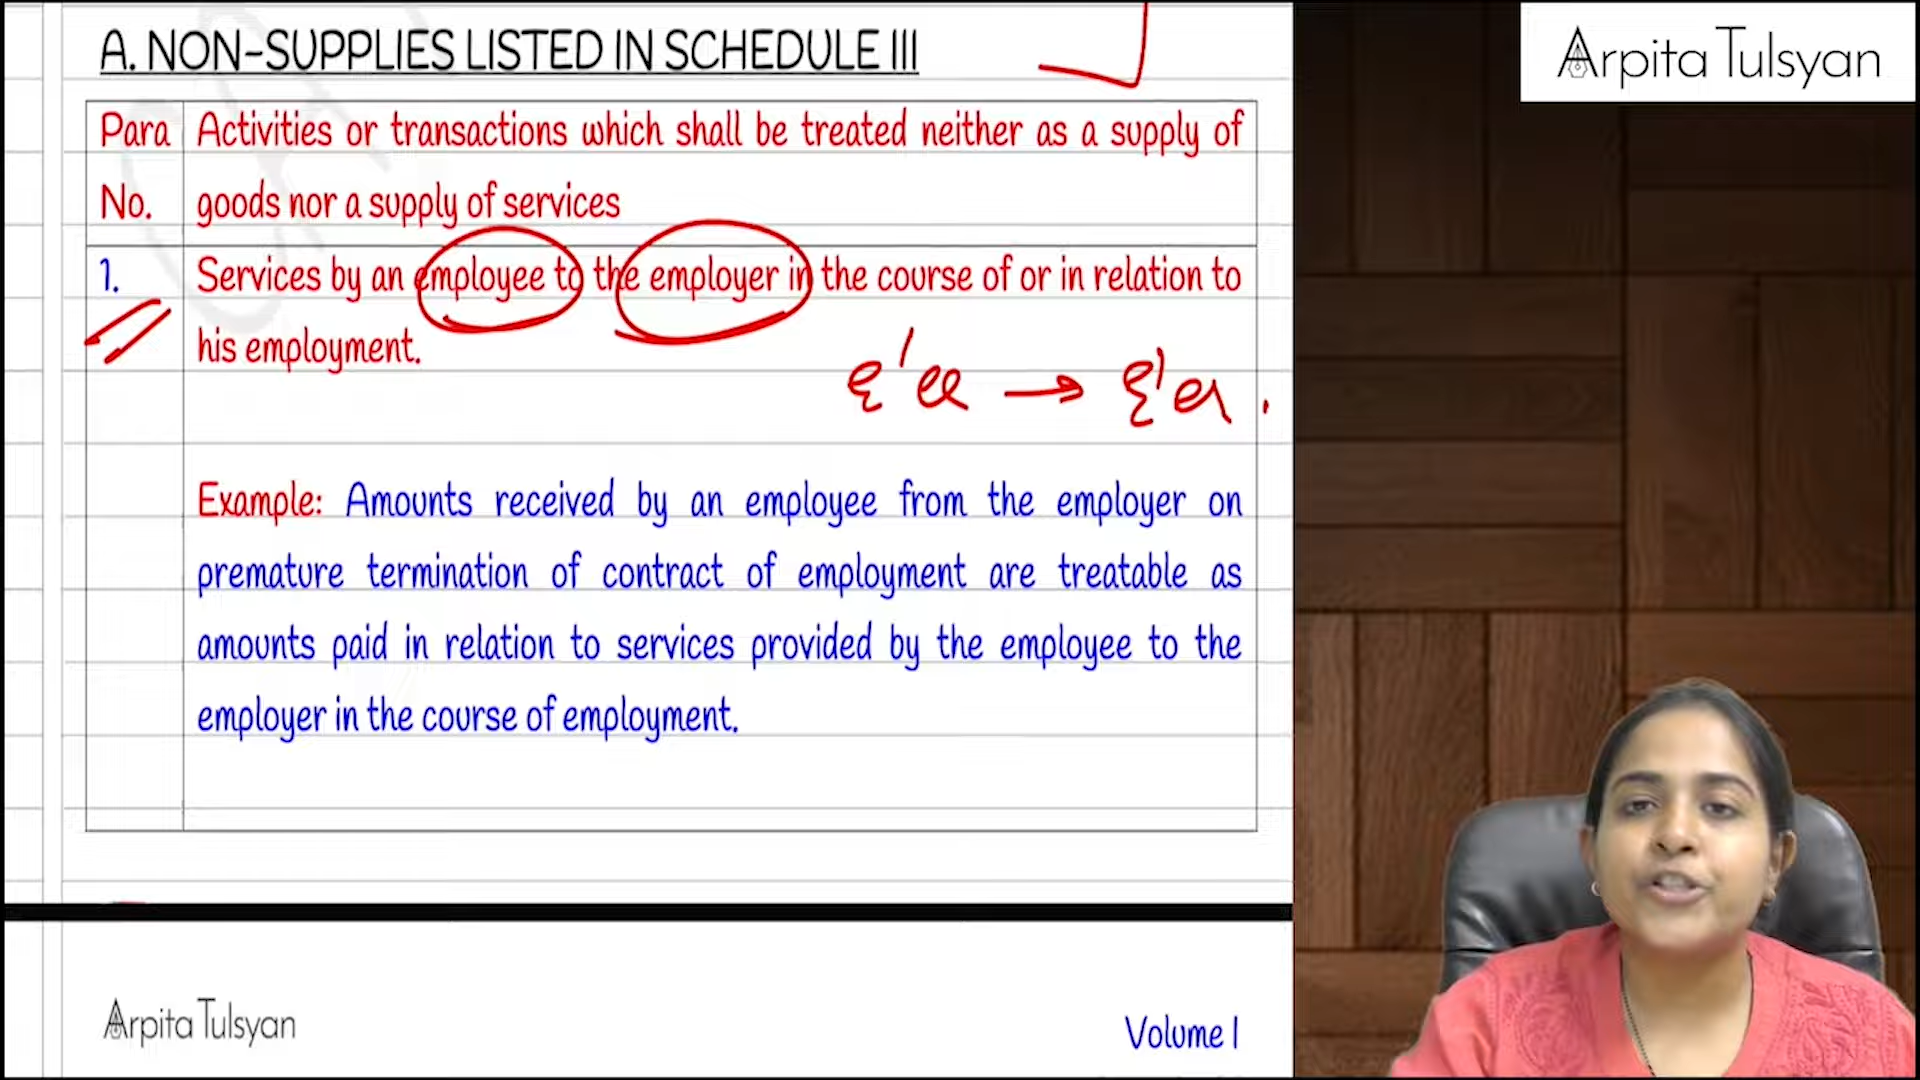 A. NON-SUPPLIES LISTED IN SCHEDULE III
Arpita Tulsyan
Para No. Activities or transactions which shall be treated neither as a supply of
goods nor a supply of services
1. Services by an employee to the employer in the course of or in relation to
his employment.
e'ee → e'er.
Example: Amounts received by an employee from the employer on
premature termination of contract of employment are treatable as
amounts paid in relation to services provided by the employee to the
employer in the course of employment.
Arpita Tulsyan
Volume I